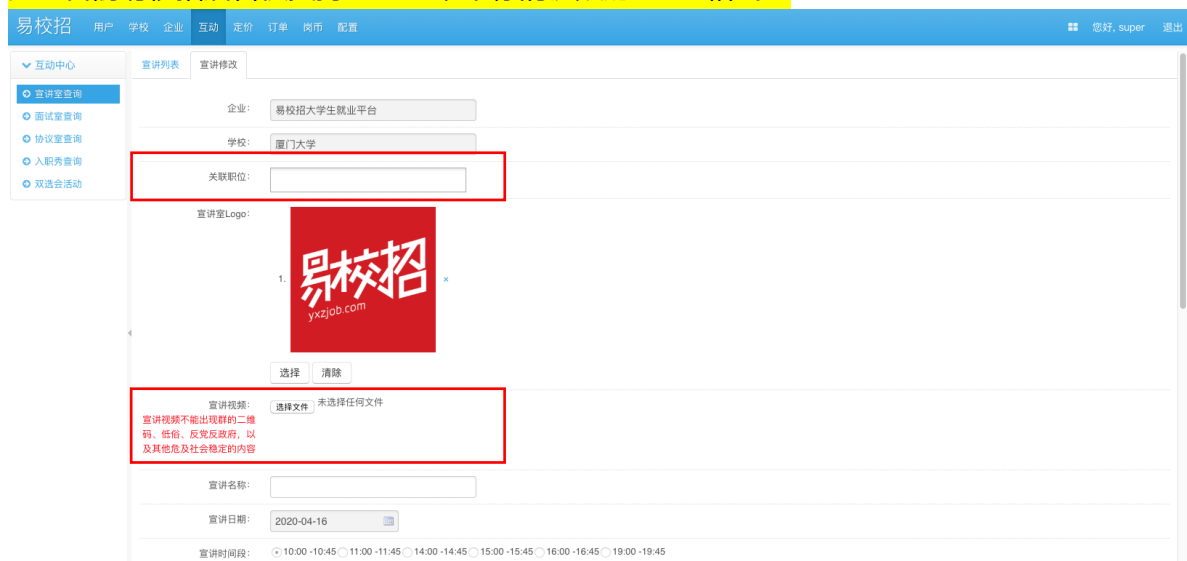 易校招 用户 学校 企业 互动 定价 订单 岗币 配置 您好, super 退出
互动中心 宣讲列表 宣讲修改
宣讲室查询
面试室查询
协议室查询
入职秀查询
双选会活动
企业: 易校招大学生就业平台
学校: 厦门大学
关联职位:
宣讲室Logo:
1. 易校招 ×
yxzjob.com
选择 清除
宣讲视频: 选择文件 未选择任何文件
宣讲视频不能出现群的二维
码、低俗、反党反政府，以
及其他危及社会稳定的内容
宣讲名称:
宣讲日期: 2020-04-16
宣讲时间段: 10:00 -10:45 11:00 -11:45 14:00 -14:45 15:00 -15:45 16:00 -16:45 19:00 -19:45